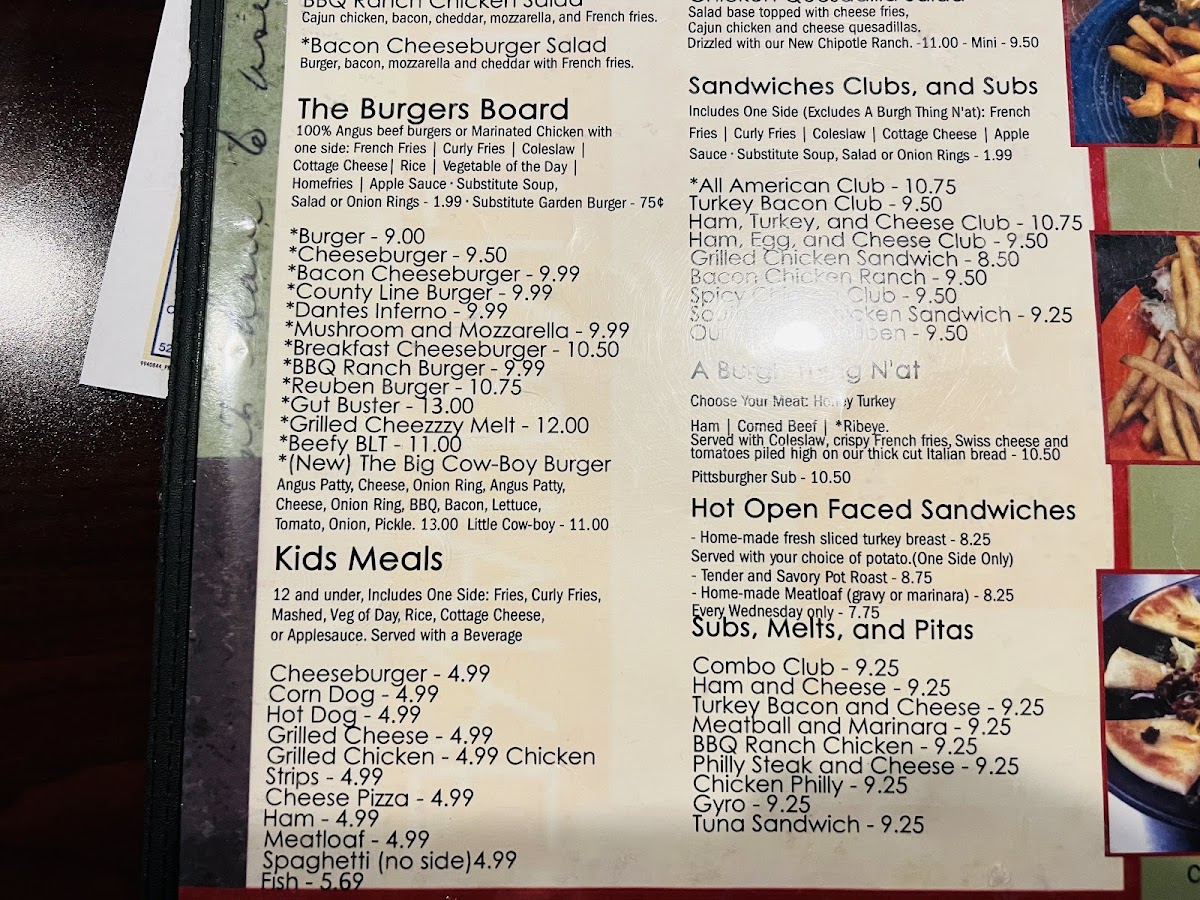 BBQ Ranch Chicken Salad
Cajun chicken, bacon, cheddar, mozzarella, and French fries.
*Bacon Cheeseburger Salad
Burger, bacon, mozzarella and cheddar with French fries.
The Burgers Board
100% Angus beef burgers or Marinated Chicken with
one side: French Fries | Curly Fries | Coleslaw |
Cottage Cheese| Rice | Vegetable of the Day |
Homefries | Apple Sauce · Substitute Soup,
Salad or Onion Rings - 1.99 · Substitute Garden Burger - 75¢
*Burger - 9.00
*Cheeseburger - 9.50
*Bacon Cheeseburger - 9.99
*County Line Burger - 9.99
*Dantes Inferno - 9.99
*Mushroom and Mozzarella - 9.99
*Breakfast Cheeseburger - 10.50
*BBQ Ranch Burger - 9.99
*Reuben Burger - 10.75
*Gut Buster - 13.00
*Grilled Cheezzzy Melt - 12.00
*Beefy BLT - 11.00
*(New) The Big Cow-Boy Burger
Angus Patty, Cheese, Onion Ring, Angus Patty,
Cheese, Onion Ring, BBQ, Bacon, Lettuce,
Tomato, Onion, Pickle. 13.00 Little Cow-boy - 11.00
Kids Meals
12 and under, Includes One Side: Fries, Curly Fries,
Mashed, Veg of Day, Rice, Cottage Cheese,
or Applesauce. Served with a Beverage
Cheeseburger - 4.99
Corn Dog - 4.99
Hot Dog - 4.99
Grilled Cheese - 4.99
Grilled Chicken - 4.99 Chicken
Strips - 4.99
Cheese Pizza - 4.99
Ham - 4.99
Meatloaf - 4.99
Spaghetti (no side)4.99
Fish - 5.69
Chicken Quesadilla Salad
Salad base topped with cheese fries,
Cajun chicken and cheese quesadillas.
Drizzled with our New Chipotle Ranch. -11.00 - Mini - 9.50
Sandwiches Clubs, and Subs
Includes One Side (Excludes A Burgh Thing N'at): French
Fries | Curly Fries | Coleslaw | Cottage Cheese | Apple
Sauce · Substitute Soup, Salad or Onion Rings - 1.99
*All American Club - 10.75
Turkey Bacon Club - 9.50
Ham, Turkey, and Cheese Club - 10.75
Ham, Egg, and Cheese Club - 9.50
Grilled Chicken Sandwich - 8.50
Bacon Chicken Ranch - 9.50
Spicy Chicken Club - 9.50
Chicken Sandwich - 9.25
Our - 9.50
A Burgh Thing N'at
Choose Your Meat: Honey Turkey
Ham | Corned Beef | *Ribeye.
Served with Coleslaw, crispy French fries, Swiss cheese and
tomatoes piled high on our thick cut Italian bread - 10.50
Pittsburgher Sub - 10.50
Hot Open Faced Sandwiches
- Home-made fresh sliced turkey breast - 8.25
Served with your choice of potato.(One Side Only)
- Tender and Savory Pot Roast - 8.75
- Home-made Meatloaf (gravy or marinara) - 8.25
Every Wednesday only - 7.75
Subs, Melts, and Pitas
Combo Club - 9.25
Ham and Cheese - 9.25
Turkey Bacon and Cheese - 9.25
Meatball and Marinara - 9.25
BBQ Ranch Chicken - 9.25
Philly Steak and Cheese - 9.25
Chicken Philly - 9.25
Gyro - 9.25
Tuna Sandwich - 9.25